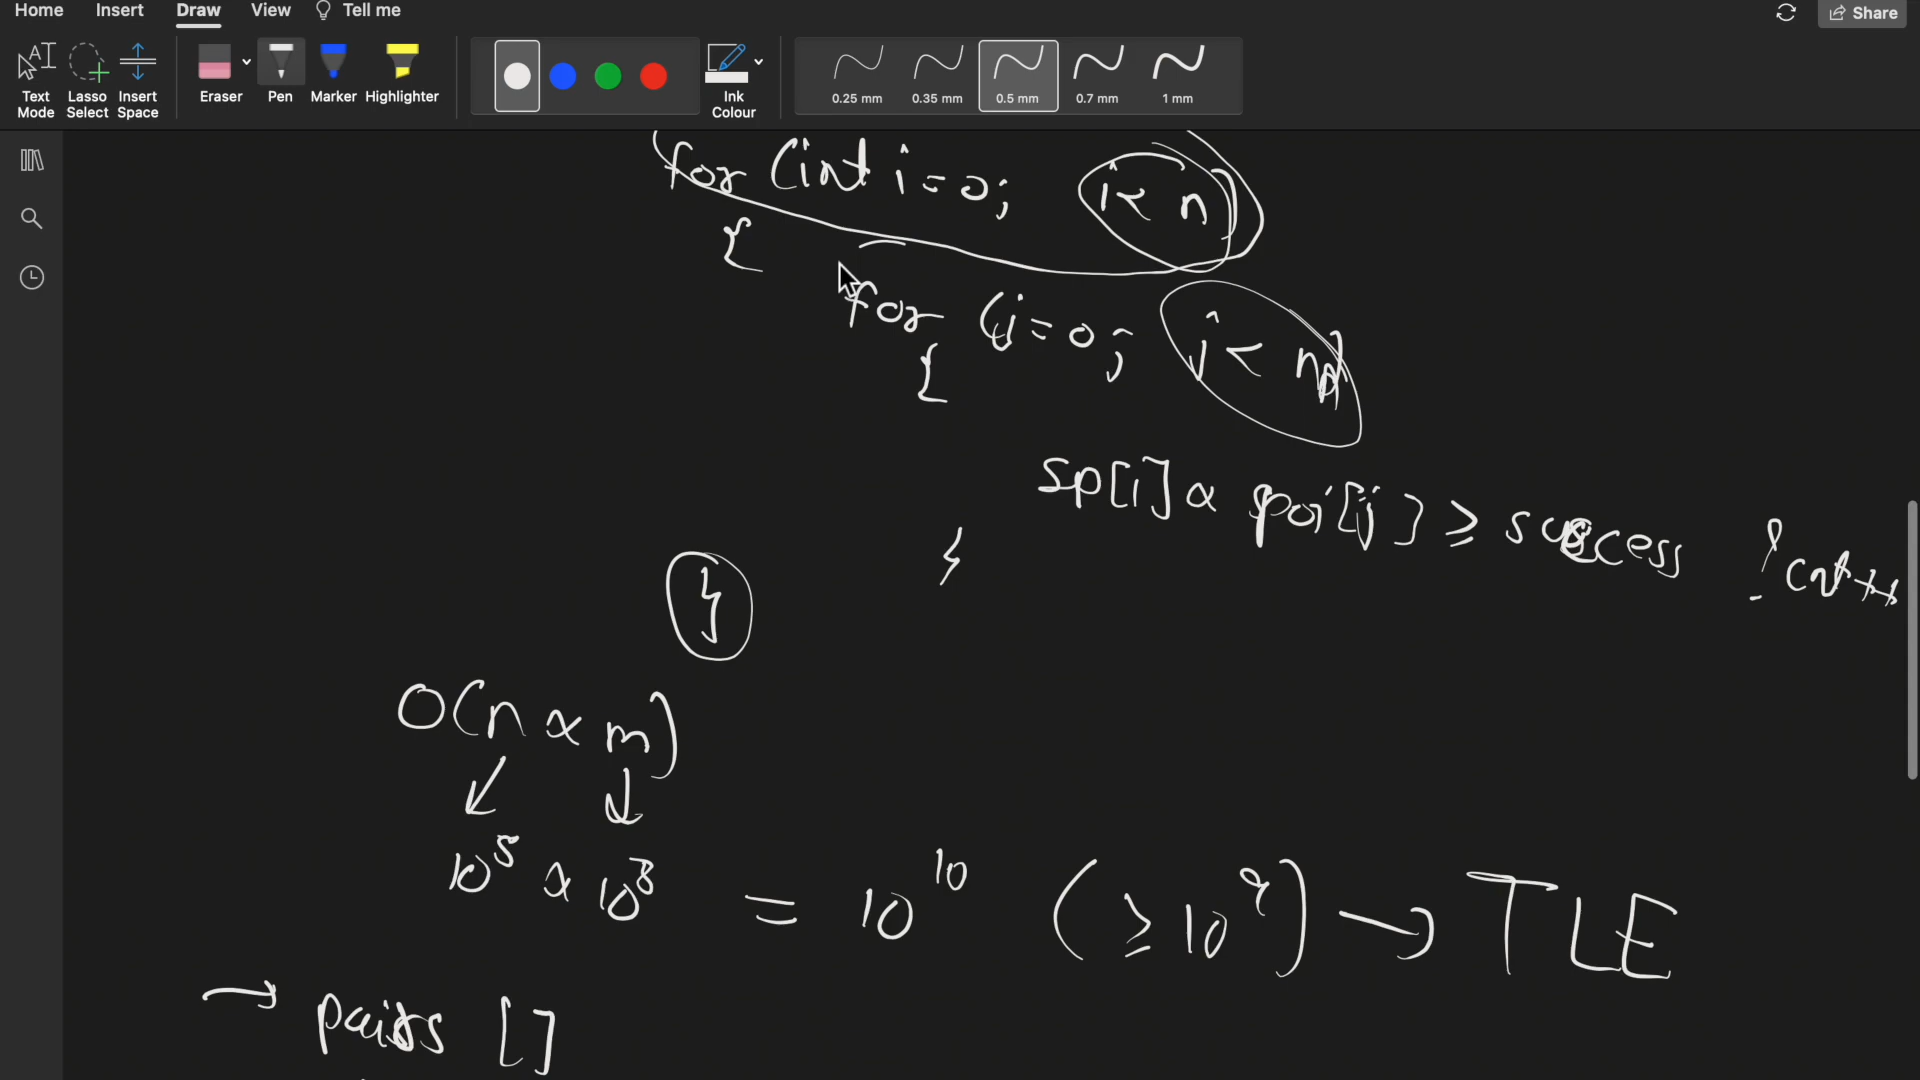 Home Insert Draw View Tell me Share
Text Mode Lasso Select Insert Space Eraser Pen Marker Highlighter Ink Colour 0.25 mm 0.35 mm 0.5 mm 0.7 mm 1 mm
for (int i=0; i< n)
{
for (j=0; j< m)
{
sp[i] × poi[j] ≥ success ! cnt++
}
}
O(n × m)
10^5 × 10^5 = 10^10 (≥ 10^9) → TLE
→ pairs []